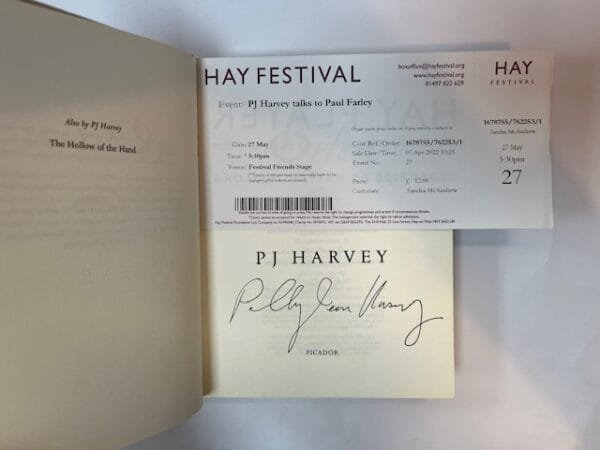 Also by PJ Harvey
The Hollow of the Hand
HAY FESTIVAL
boxoffice@hayfestival.org
www.hayfestival.org
01497 822 629
Event: PJ Harvey talks to Paul Farley
Date: 27 May
Time: * 5:30pm
Venue: Festival Friends Stage
Cust Ref./Order: 1678755/762253/1
Sale Date/Time: 07 Apr 2022 10:25
Event No: 27
Price: £ 12.00
Customer: Sandra McAndrew
HAY
FESTIVAL
1678755/762253/1
Sandra McAndrew
27 May
5:30pm
27
PJ HARVEY
Polly Jean Harvey
PICADOR